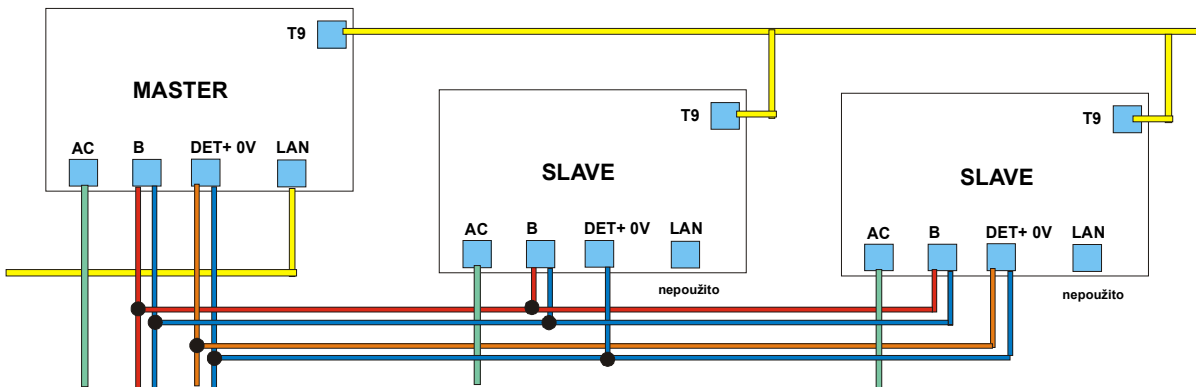 T9
MASTER
AC B DET+ 0V LAN
T9
SLAVE
AC B DET+ 0V LAN
nepoužito
T9
SLAVE
AC B DET+ 0V LAN
nepoužito